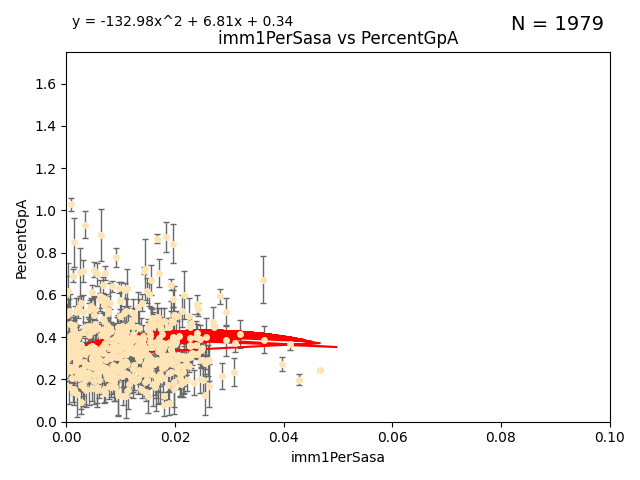 y = -132.98x^2 + 6.81x + 0.34
N = 1979
imm1PerSasa vs PercentGpA
PercentGpA
1.6
1.4
1.2
1.0
0.8
0.6
0.4
0.2
0.0
0.00 0.02 0.04 0.06 0.08 0.10
imm1PerSasa